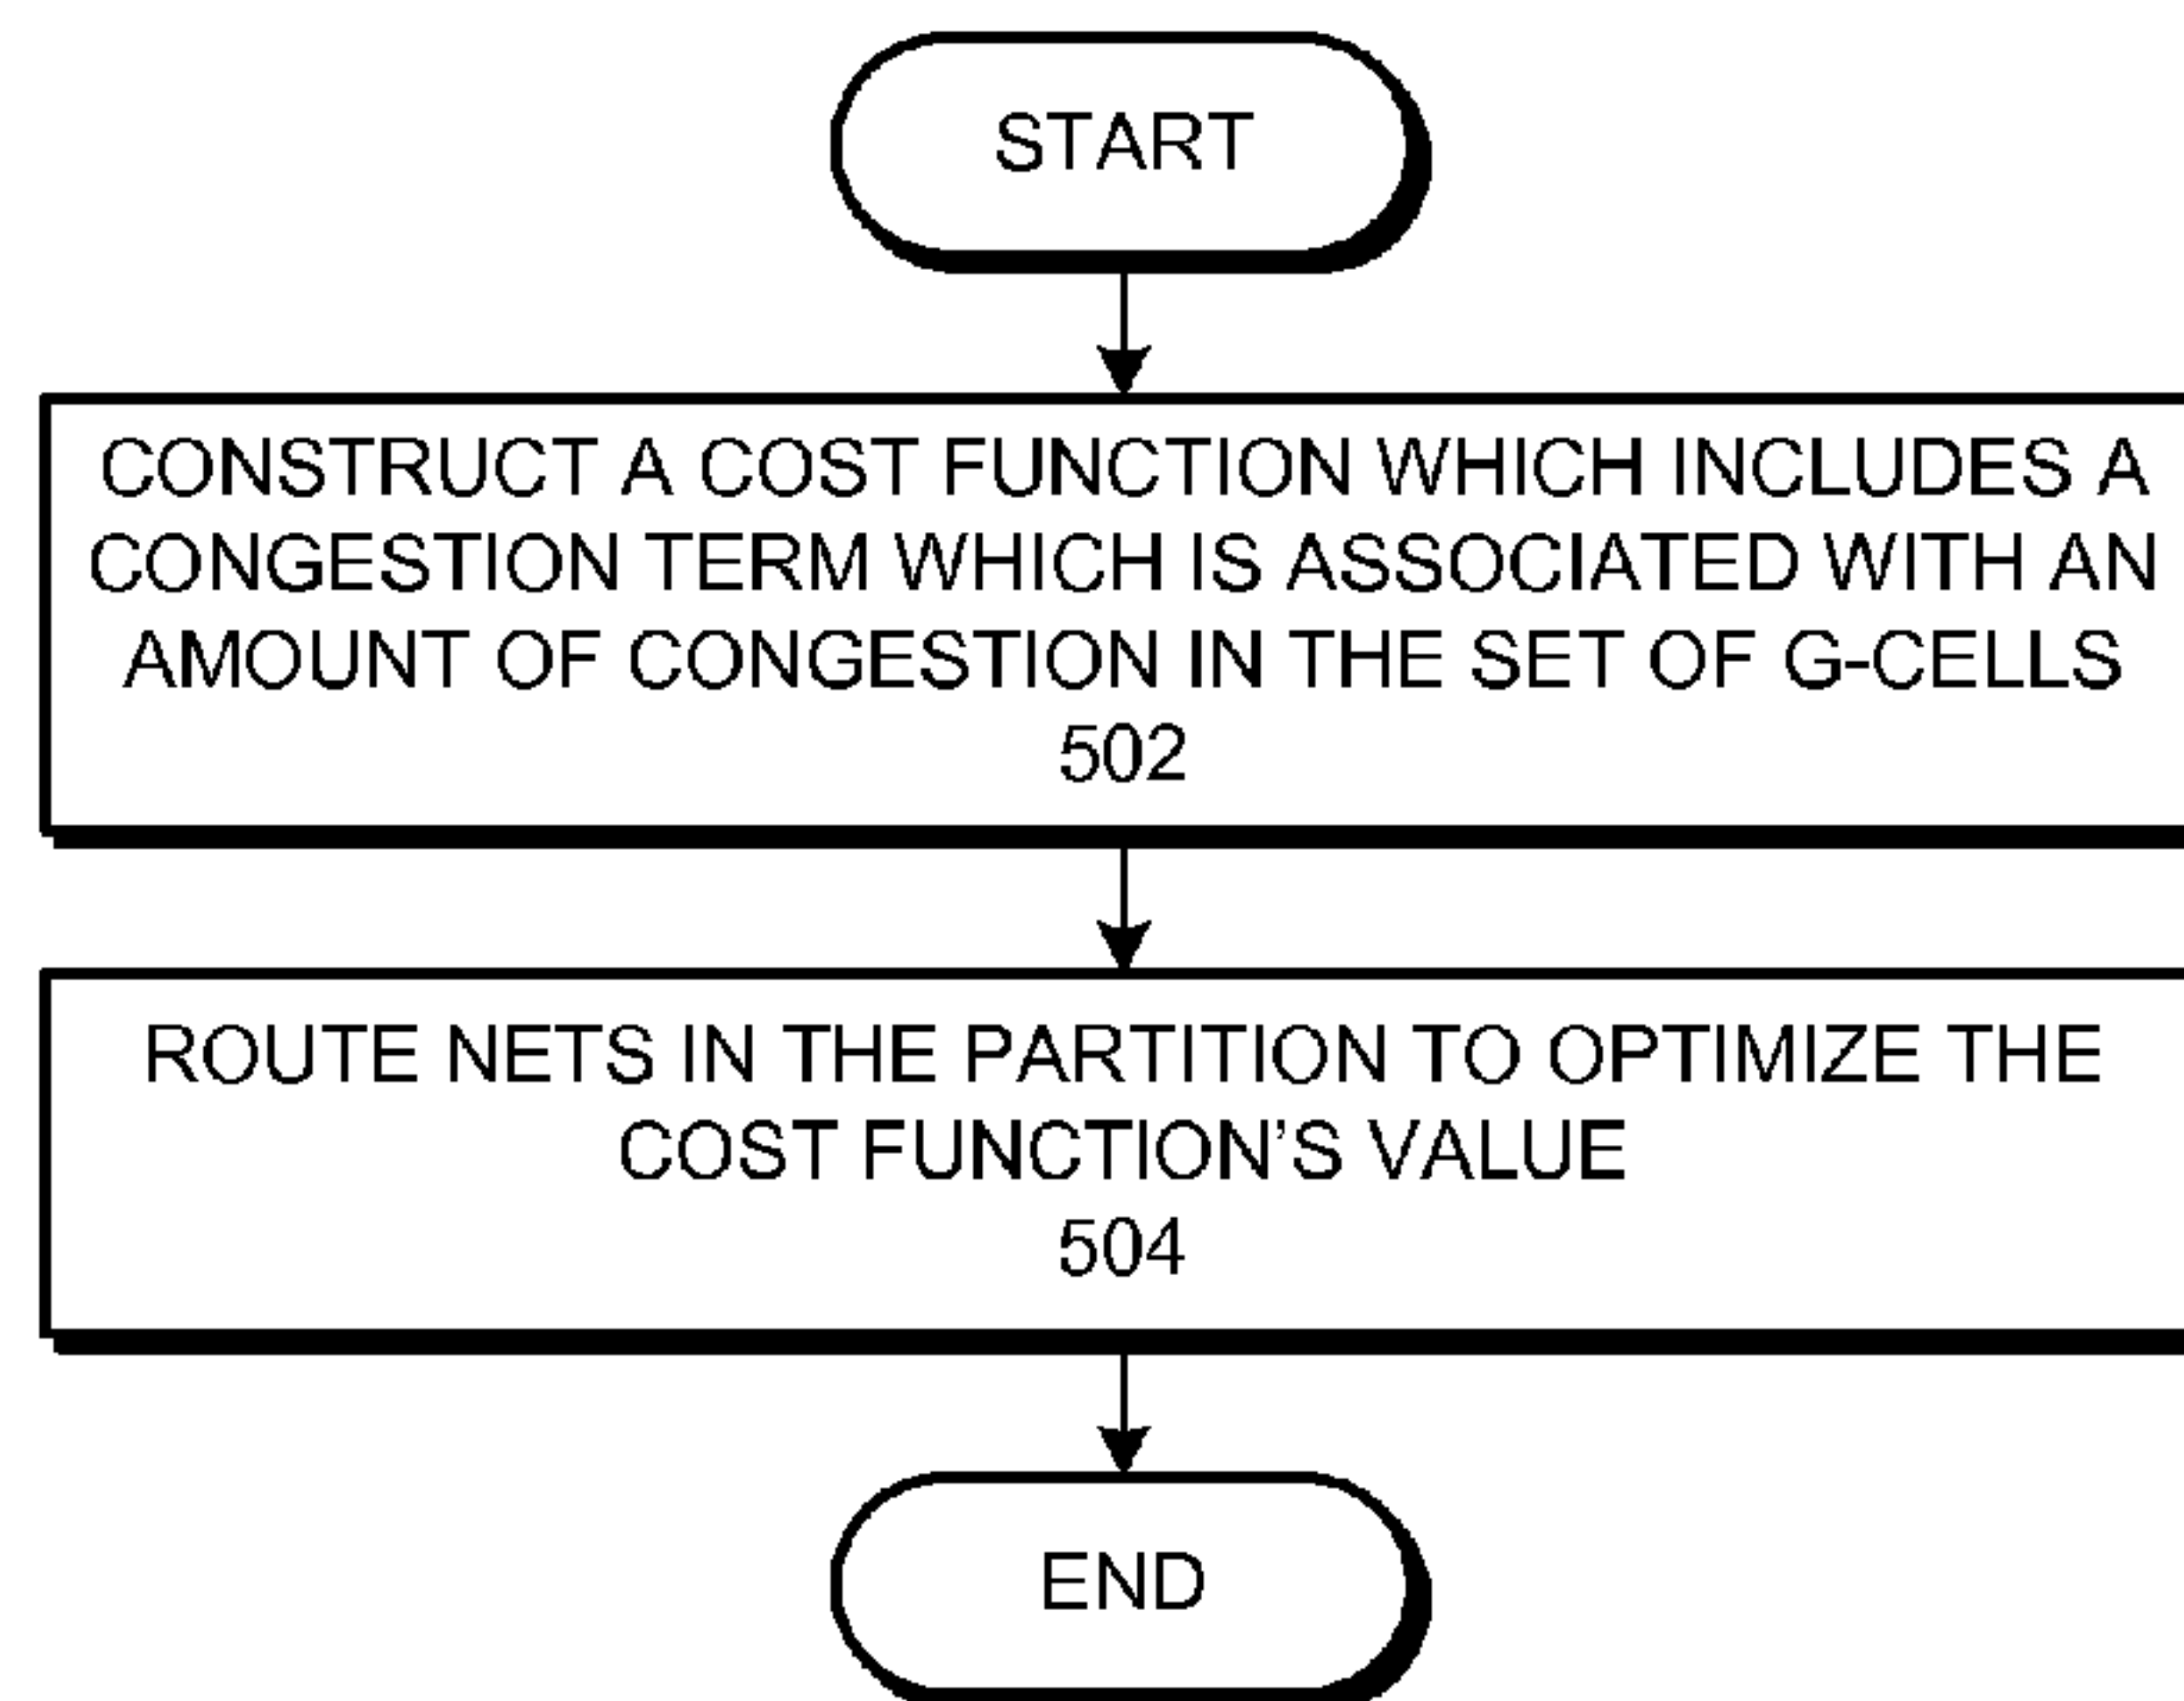 START
CONSTRUCT A COST FUNCTION WHICH INCLUDES A
CONGESTION TERM WHICH IS ASSOCIATED WITH AN
AMOUNT OF CONGESTION IN THE SET OF G-CELLS
502
ROUTE NETS IN THE PARTITION TO OPTIMIZE THE
COST FUNCTION’S VALUE
504
END